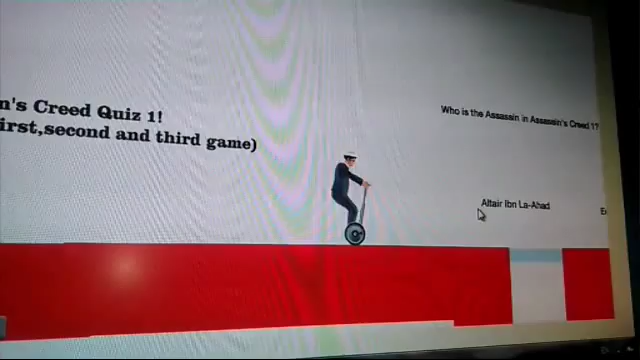 n's Creed Quiz 1!
irst,second and third game)
Who is the Assassin in Assassin's Creed 1?
Altair Ibn La-Ahad
E